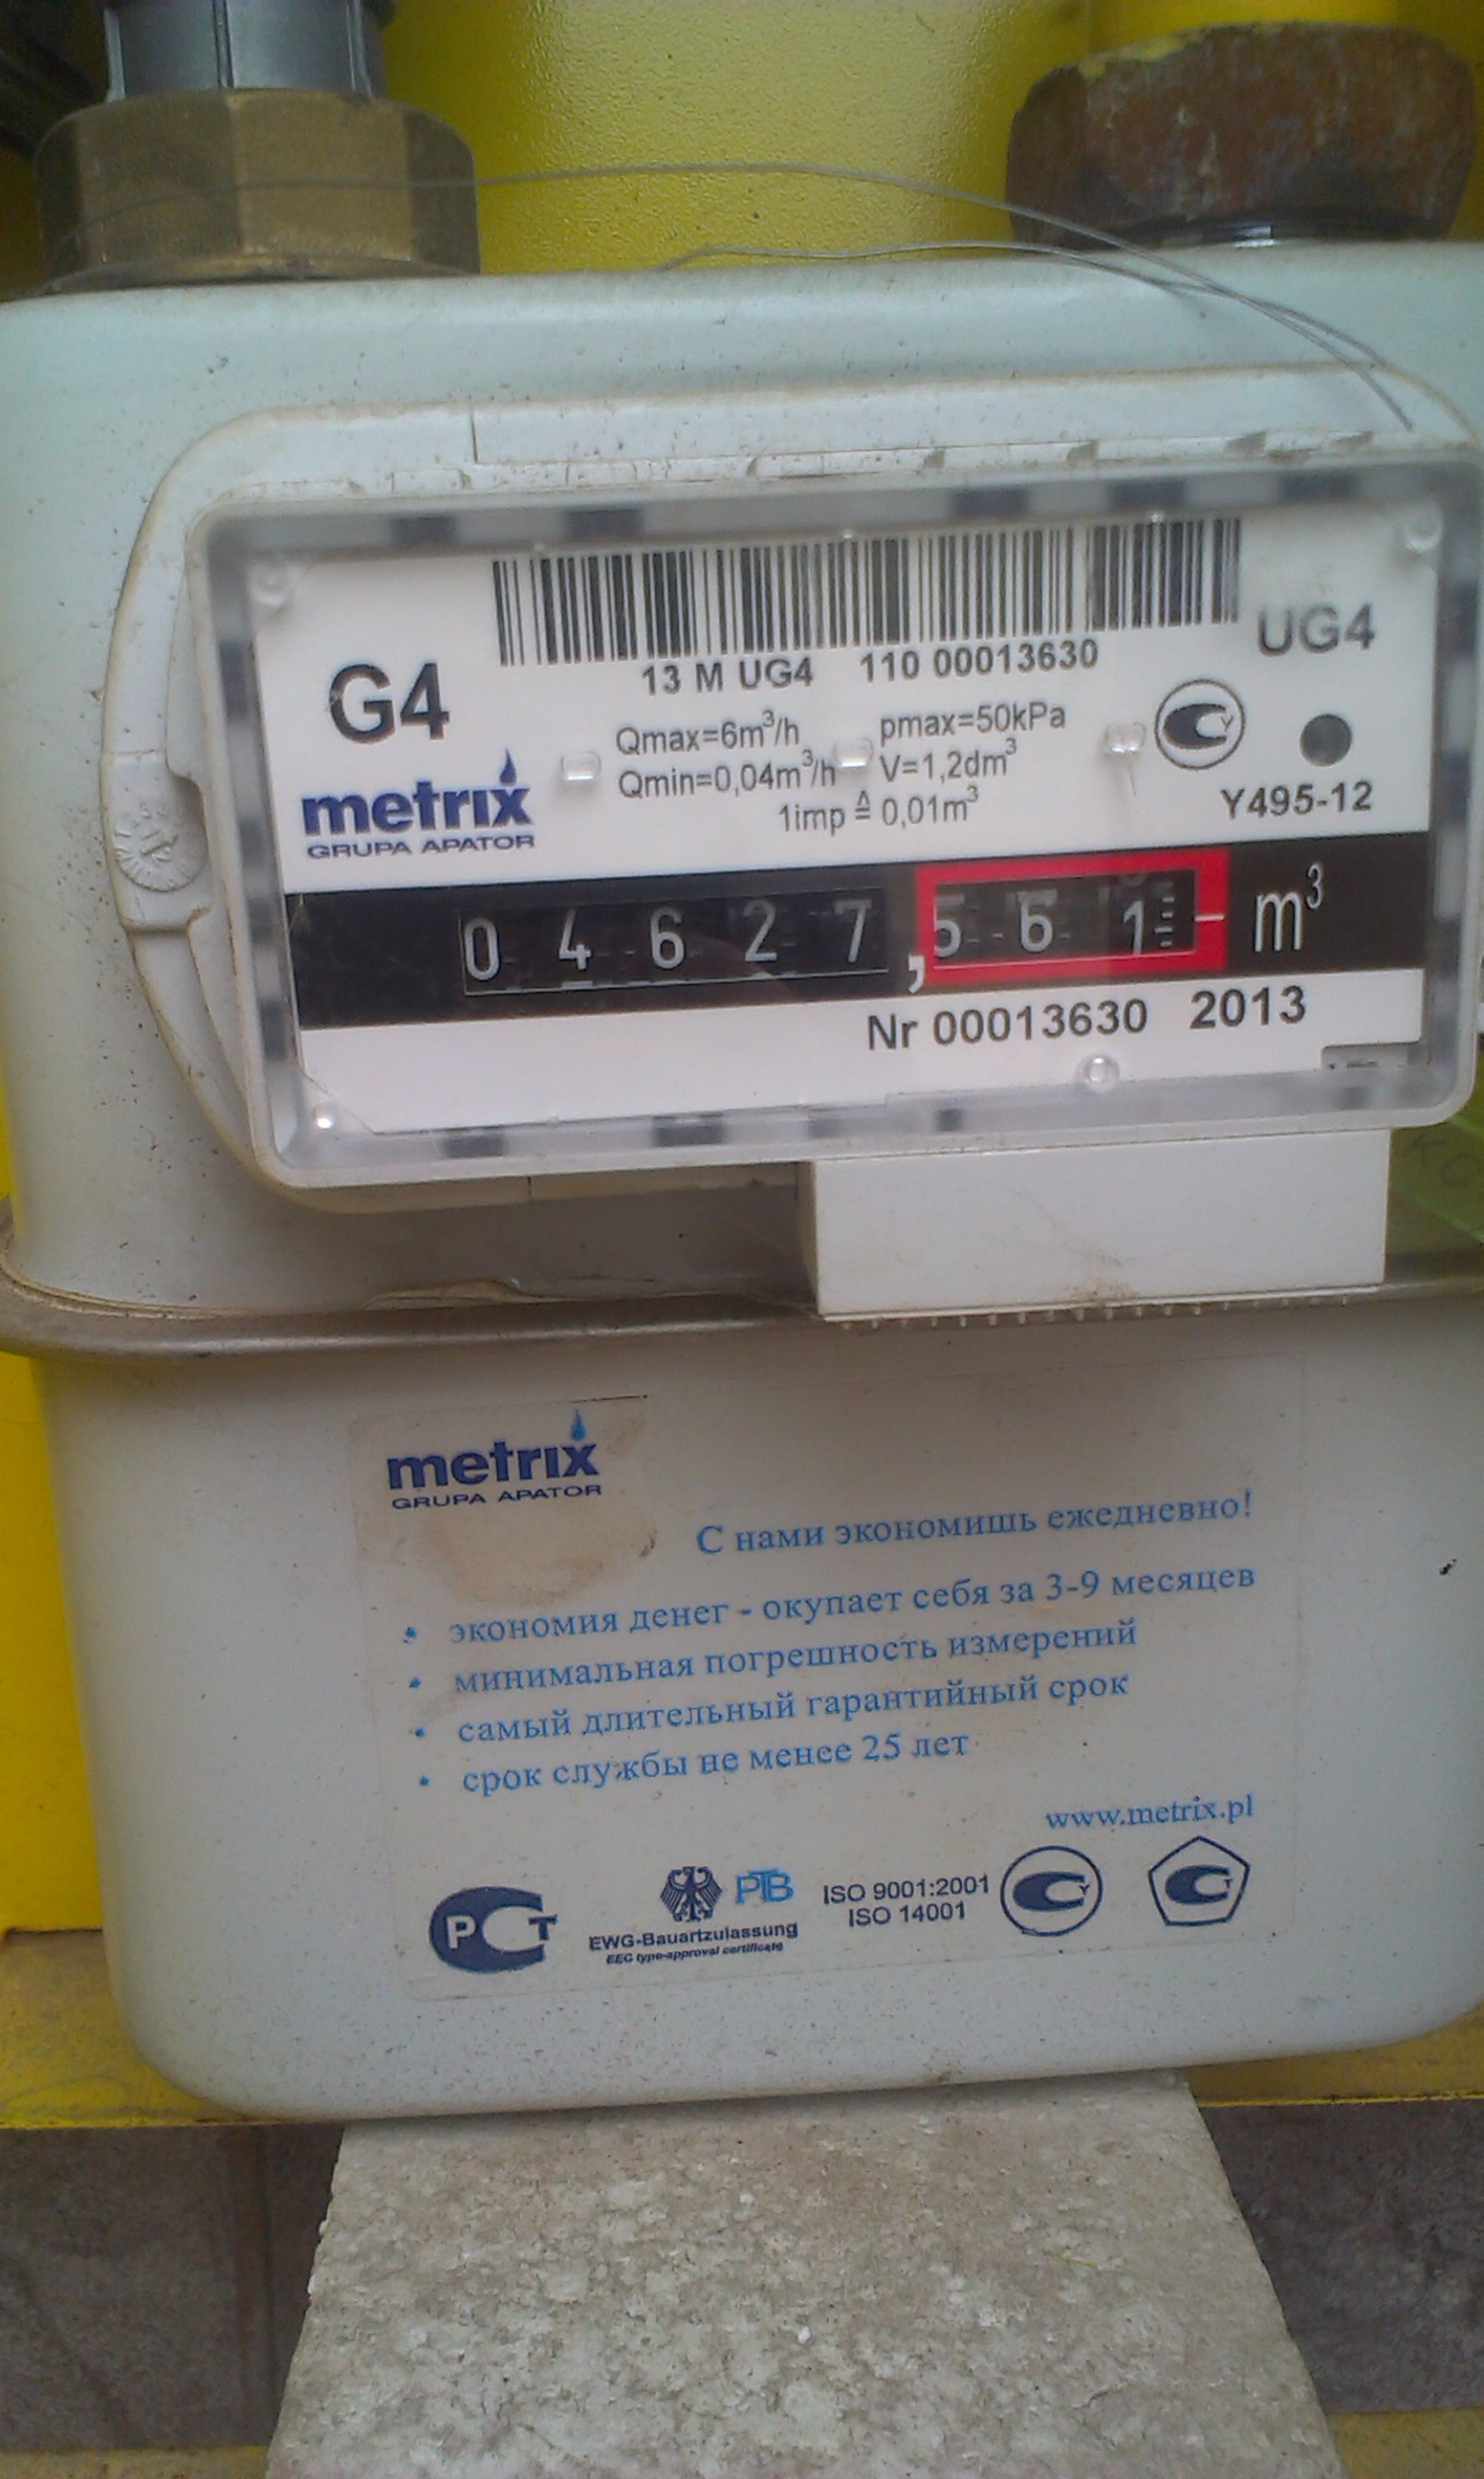 13 M UG4 110 00013630
UG4
G4
Qmax=6m³/h pmax=50kPa
Qmin=0,04m³/h V=1,2dm³
1imp ≙ 0,01m³
Y495-12
metrix
GRUPA APATOR
04627,561 m³
Nr 00013630 2013
metrix
GRUPA APATOR
С нами экономишь ежедневно!
• экономия денег - окупает себя за 3-9 месяцев
• минимальная погрешность измерений
• самый длительный гарантийный срок
• срок службы не менее 25 лет
www.metrix.pl
PCT
PTB
EWG-Bauartzulassung
EEC type-approval certificate
ISO 9001:2001
ISO 14001